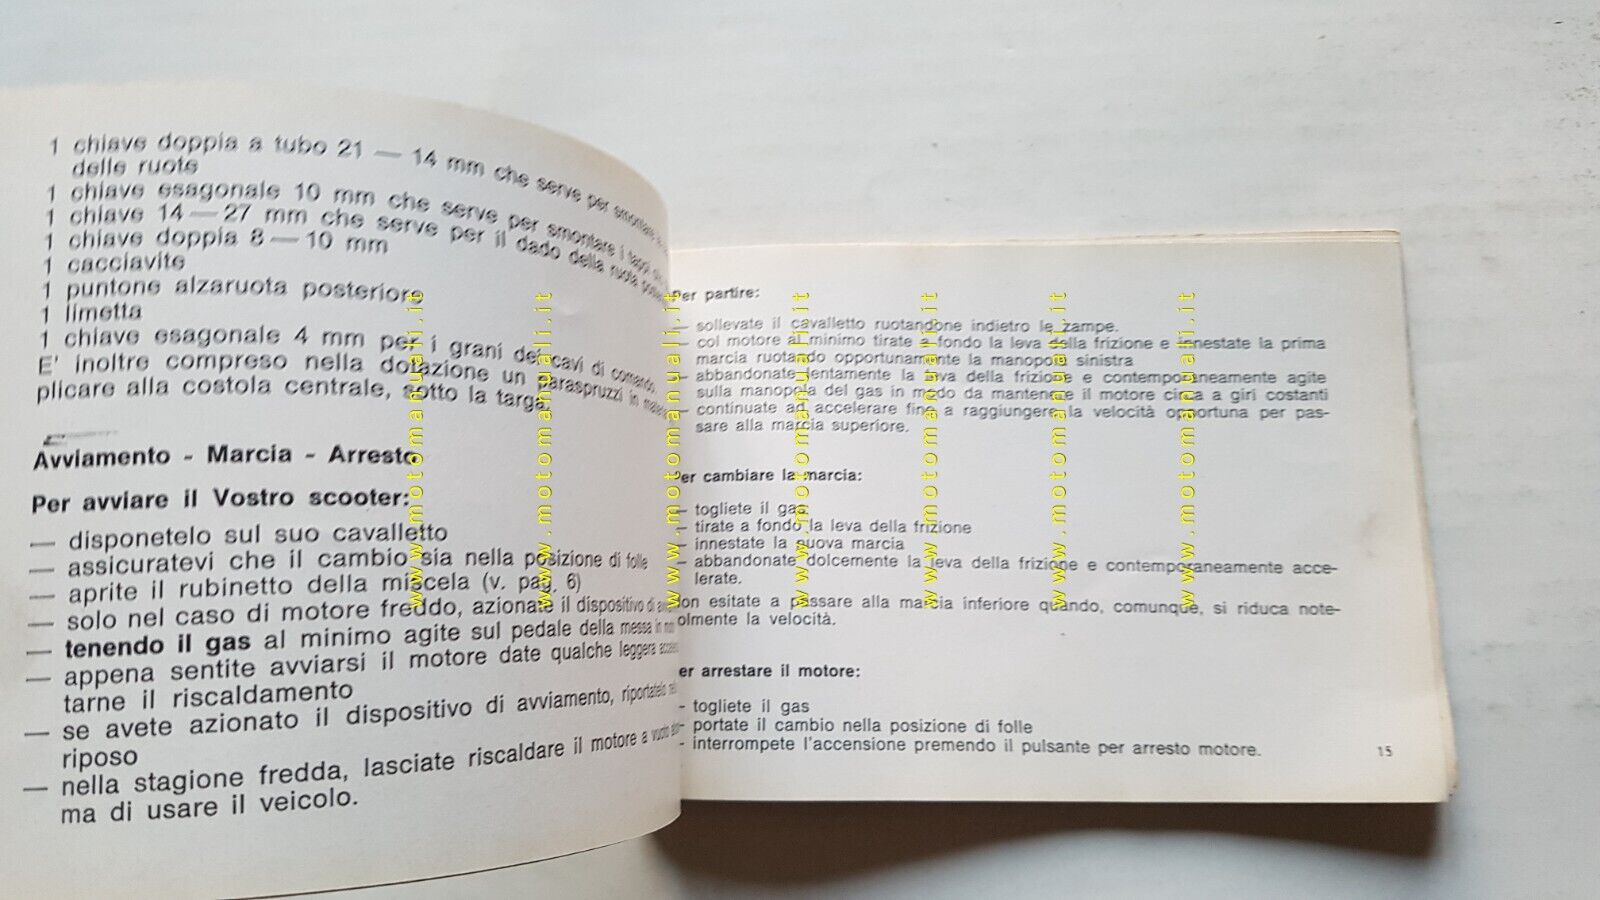 1 chiave doppia a tubo 21 — 14 mm che serve per smontare
delle ruote
1 chiave esagonale 10 mm che serve per smontare i tappi
1 chiave 14 — 27 mm che serve per il dado della ruota
1 chiave doppia 8 — 10 mm
1 cacciavite
1 puntone alzaruota posteriore
1 limetta
1 chiave esagonale 4 mm per i grani dei cavi di comando.
E' inoltre compreso nella dotazione un paraspruzzi in
plicare alla costola centrale, sotto la targa.
Avviamento - Marcia - Arresto
Per avviare il Vostro scooter:
— disponetelo sul suo cavalletto
— assicuratevi che il cambio sia nella posizione di folle
— aprite il rubinetto della miscela (v. pag. 6)
— solo nel caso di motore freddo, azionate il dispositivo di
— tenendo il gas al minimo agite sul pedale della messa in
— appena sentite avviarsi il motore date qualche leggera
tarne il riscaldamento
— se avete azionato il dispositivo di avviamento, riportatelo
riposo
— nella stagione fredda, lasciate riscaldare il motore a vuoto
ma di usare il veicolo.
Per partire:
— sollevate il cavalletto ruotandone indietro le zampe.
— col motore al minimo tirate a fondo la leva della frizione e innestate la prima
marcia ruotando opportunamente la manopola sinistra
— abbandonate lentamente la leva della frizione e contemporaneamente agite
sulla manopola del gas in modo da mantenere il motore circa a giri costanti
— continuate ad accelerare fino a raggiungere la velocità opportuna per pas-
sare alla marcia superiore.
Per cambiare la marcia:
— togliete il gas
— tirate a fondo la leva della frizione
— innestate la nuova marcia
— abbandonate dolcemente la leva della frizione e contemporaneamente acce-
lerate.
on esitate a passare alla marcia inferiore quando, comunque, si riduca note-
olmente la velocità.
er arrestare il motore:
- togliete il gas
- portate il cambio nella posizione di folle
- interrompete l'accensione premendo il pulsante per arresto motore.
15
www.motomanuali.it
www.motomanuali.it
www.motomanuali.it
www.motomanuali.it
www.motomanuali.it
www.motomanuali.it
www.motomanuali.it